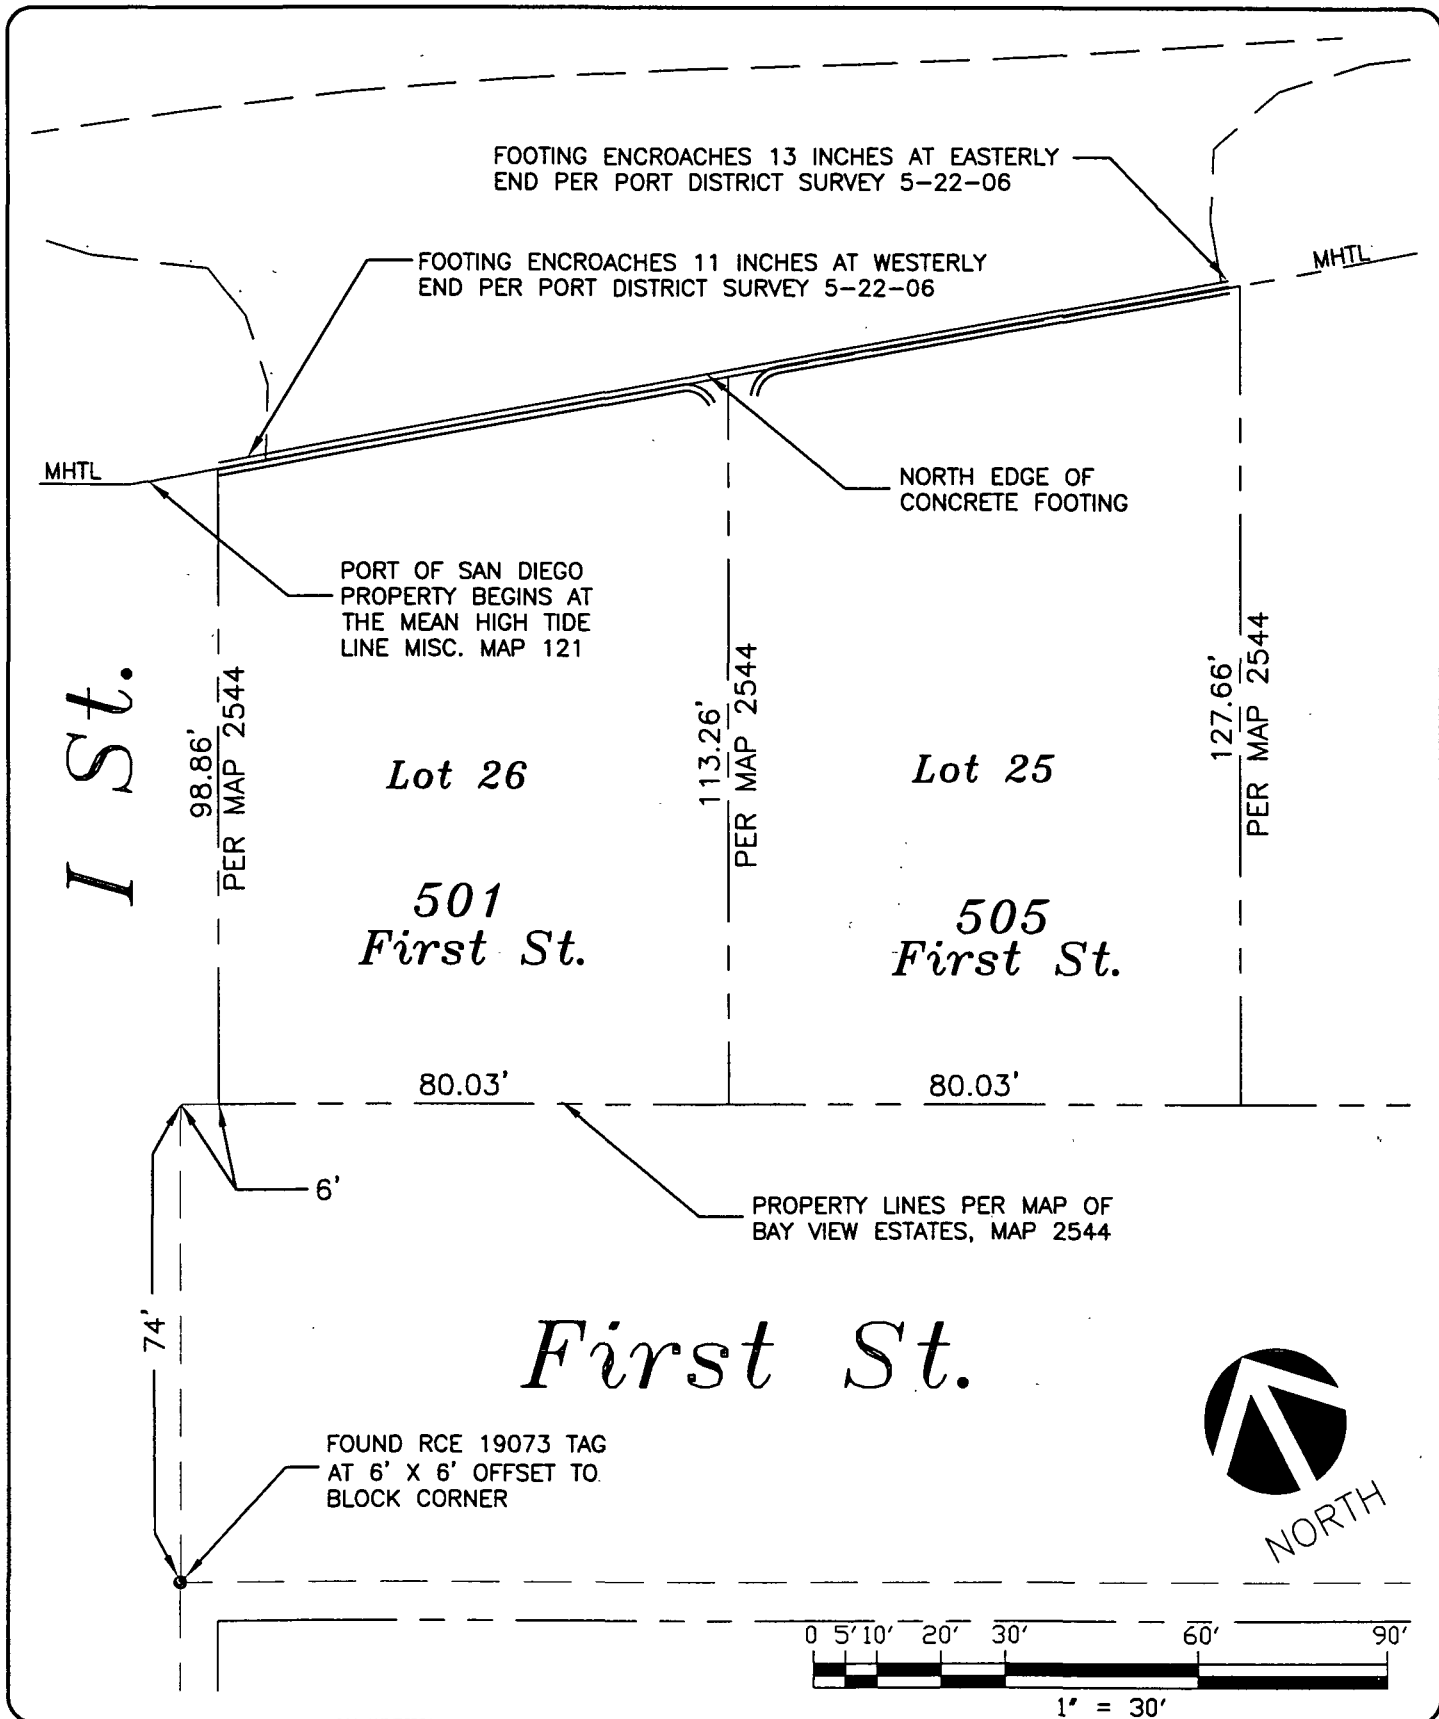 FOOTING ENCROACHES 13 INCHES AT EASTERLY
END PER PORT DISTRICT SURVEY 5-22-06
FOOTING ENCROACHES 11 INCHES AT WESTERLY
END PER PORT DISTRICT SURVEY 5-22-06
MHTL
MHTL
NORTH EDGE OF
CONCRETE FOOTING
PORT OF SAN DIEGO
PROPERTY BEGINS AT
THE MEAN HIGH TIDE
LINE MISC. MAP 121
I St.
98.86'
PER MAP 2544
113.26'
PER MAP 2544
127.66'
PER MAP 2544
Lot 26
Lot 25
501
First St.
505
First St.
80.03'
80.03'
6'
PROPERTY LINES PER MAP OF
BAY VIEW ESTATES, MAP 2544
74'
First St.
FOUND RCE 19073 TAG
AT 6' X 6' OFFSET TO
BLOCK CORNER
NORTH
0 5' 10' 20' 30' 60' 90'
1" = 30'